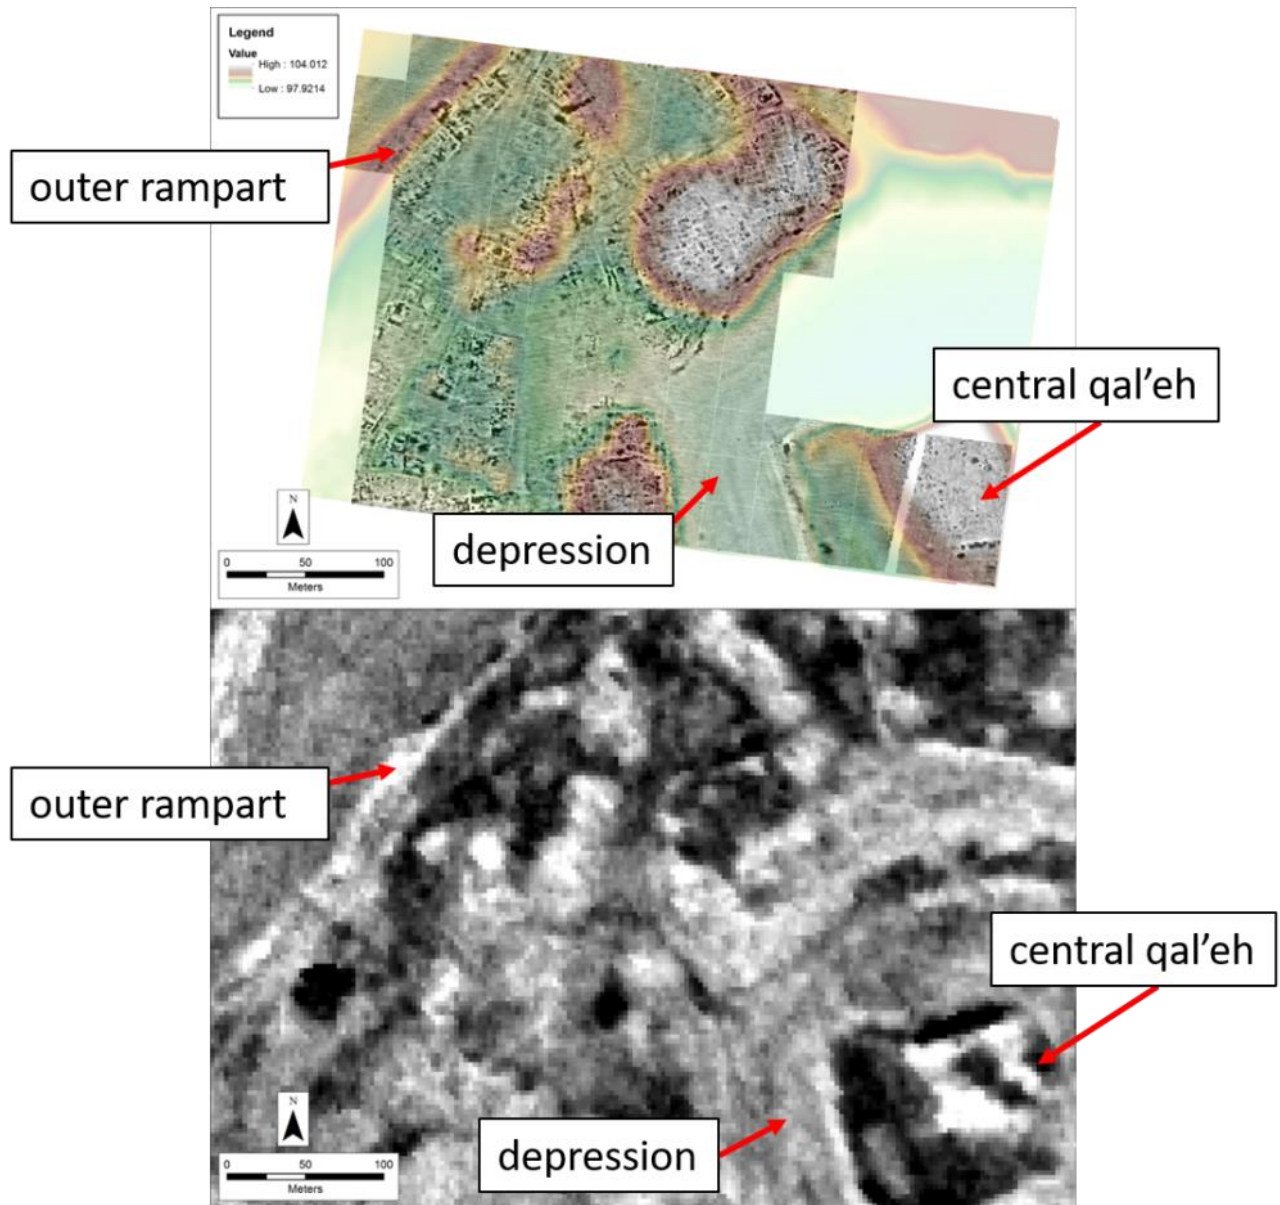 Legend
Value
High : 104.012
Low : 97.9214
outer rampart
central qal'eh
depression
N
0 50 100
Meters
outer rampart
central qal'eh
depression
N
0 50 100
Meters